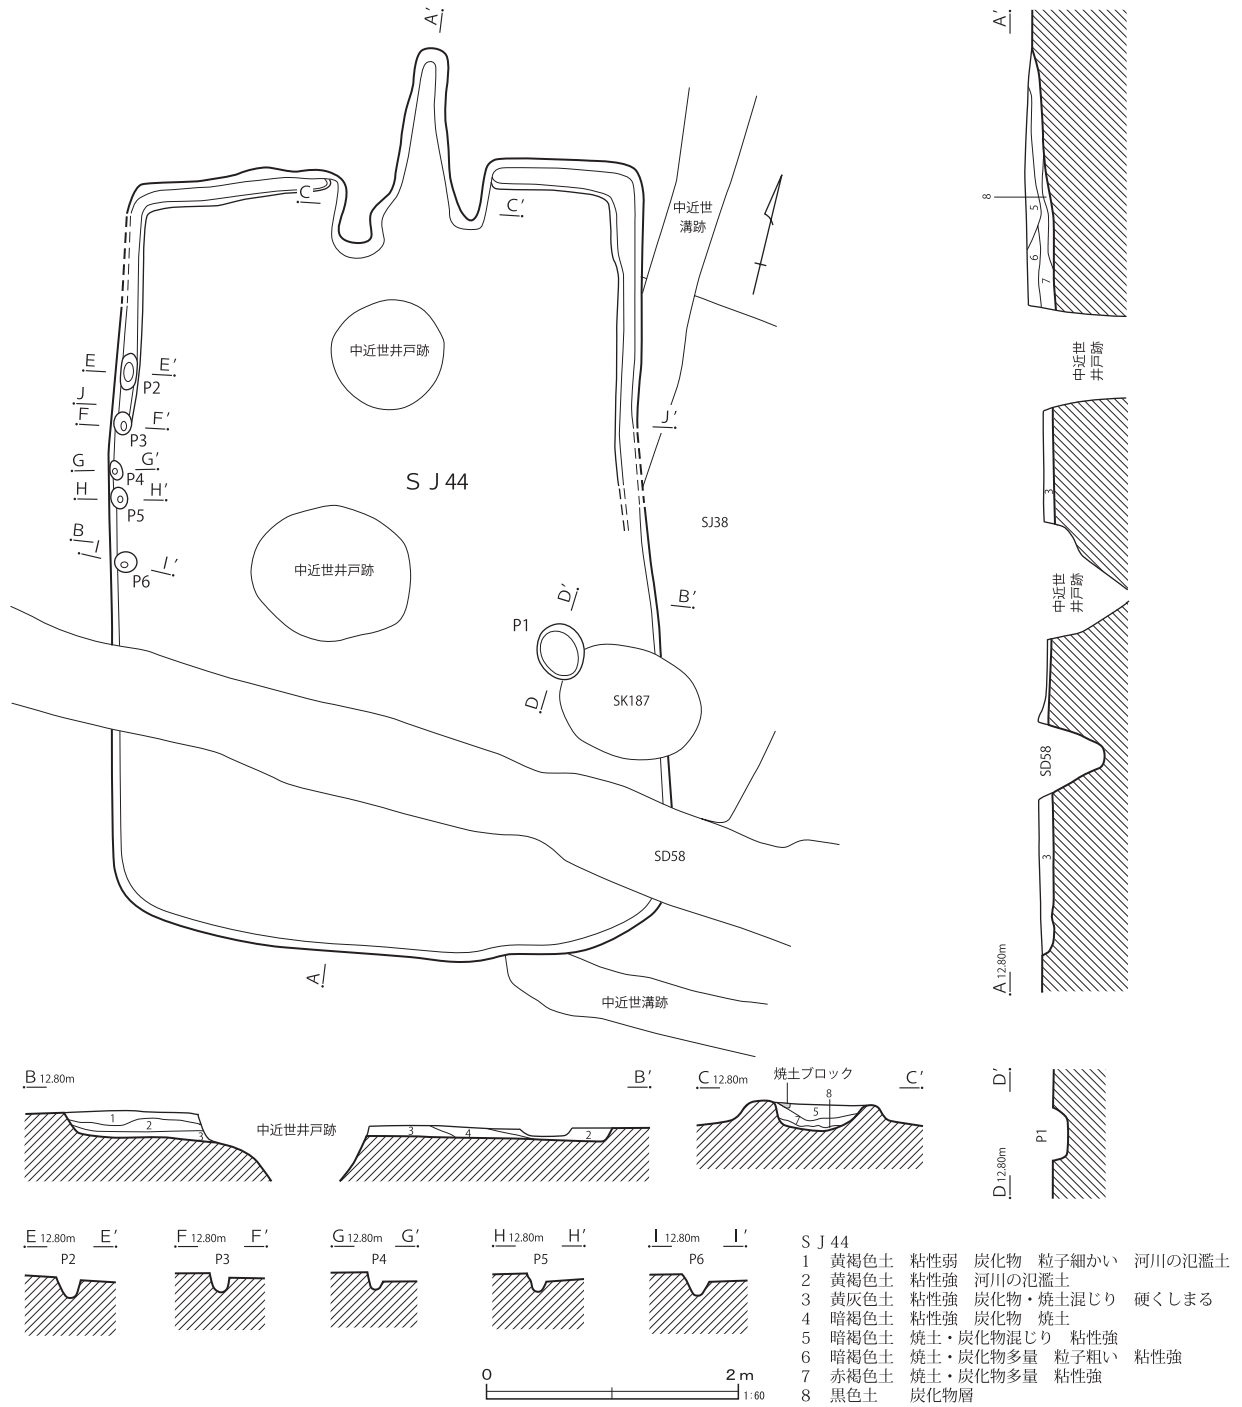 A′
A′
C
C′
中近世
溝跡
8
5
6
7
中近世井戸跡
中近世
井戸跡
E
E′
P2
J
J′
F
F′
P3
G
G′
P4
H
H′
P5
B
I
I′
P6
S J 44
SJ38
3
中近世井戸跡
中近世
井戸跡
D′
B′
P1
D
SK187
SD58
SD58
3
A
A 12.80m
中近世溝跡
B 12.80m
B′
1
2
3
中近世井戸跡
3
4
2
C 12.80m
C′
焼土ブロック
8
5
7
D′
P1
D 12.80m
E 12.80m E′
P2
F 12.80m F′
P3
G 12.80m G′
P4
H 12.80m H′
P5
I 12.80m I′
P6
S J 44
1 黄褐色土 粘性弱 炭化物 粒子細かい 河川の氾濫土
2 黄褐色土 粘性強 河川の氾濫土
3 黄灰色土 粘性強 炭化物・焼土混じり 硬くしまる
4 暗褐色土 粘性強 炭化物 焼土
5 暗褐色土 焼土・炭化物混じり 粘性強
6 暗褐色土 焼土・炭化物多量 粒子粗い 粘性強
7 赤褐色土 焼土・炭化物多量 粘性強
8 黒色土 炭化物層
0 2 m
1:60